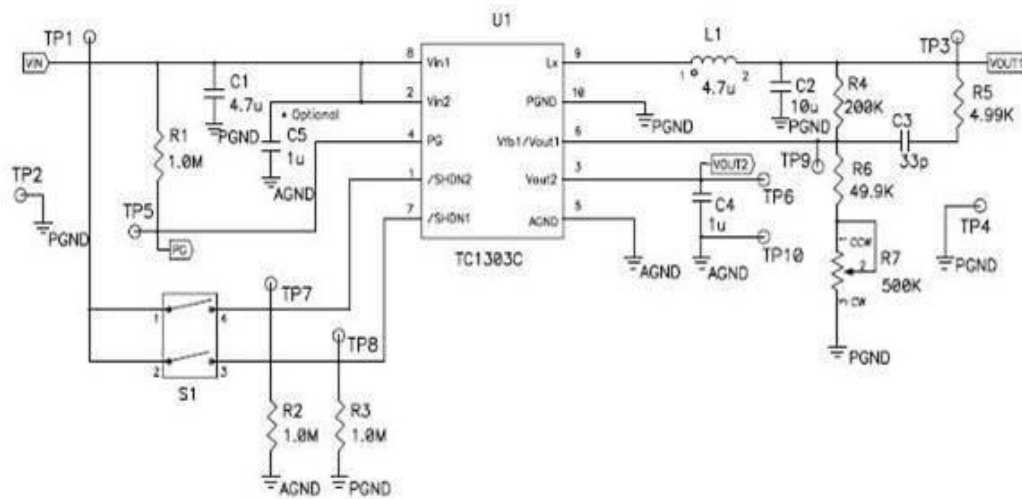 U1
TP1
VIN
8
Vin1
Lx
9
L1
1
2
4.7u
TP3
VOUT1
C1
4.7u
PGND
2
Vin2
PGND
10
PGND
C2
10u
PGND
R4
200K
R5
4.99K
* Optional
C5
1u
AGND
R1
1.0M
4
PG
Vfb1/Vout1
6
TP9
C3
33p
TP2
PGND
1
/SHDN2
Vout2
3
VOUT2
TP6
R6
49.9K
TP5
PG
7
/SHDN1
AGND
5
C4
1u
TP10
TP4
PGND
TC1303C
AGND
AGND
1 CCW
2
R7
500K
3 CW
PGND
TP7
1
6
TP8
2
3
S1
R2
1.0M
R3
1.0M
AGND
PGND